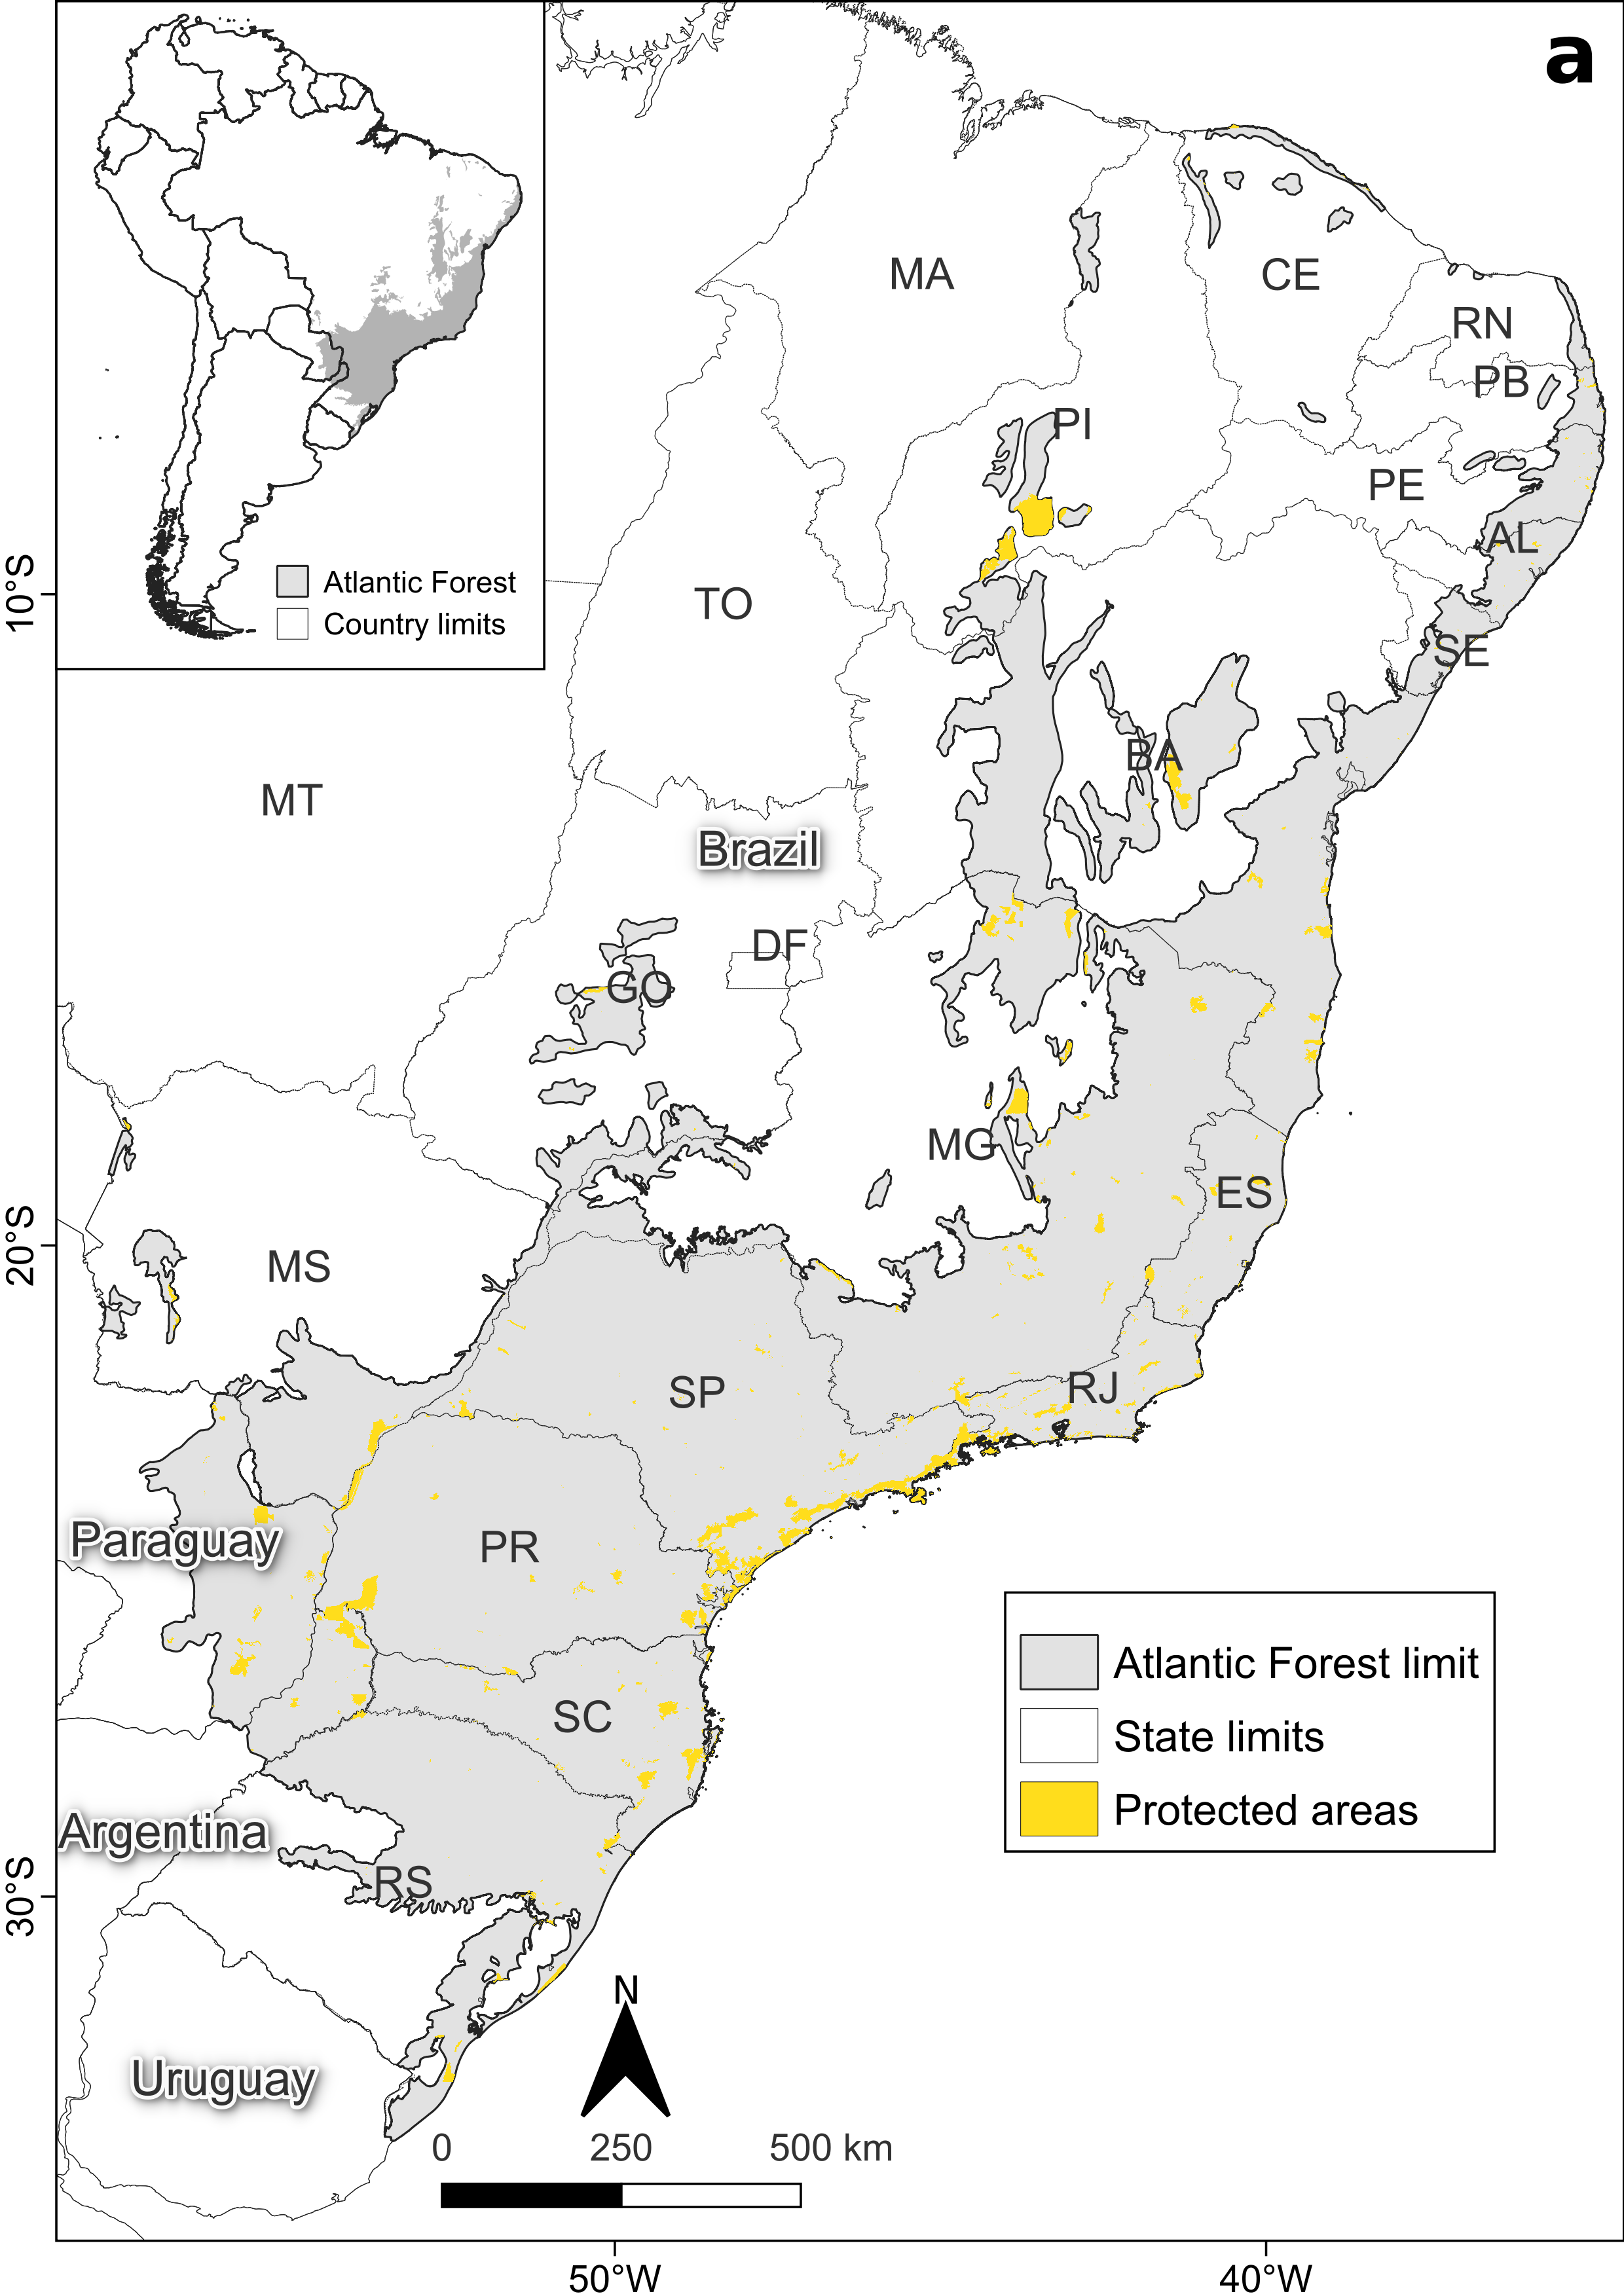 a
Atlantic Forest
Country limits
MA
CE
RN
PB
PI
PE
AL
10°S
TO
SE
BA
MT
Brazil
DF
GO
MG
ES
20°S
MS
RJ
SP
Paraguay
PR
Atlantic Forest limit
SC
State limits
Protected areas
Argentina
RS
30°S
N
Uruguay
0 250 500 km
50°W 40°W